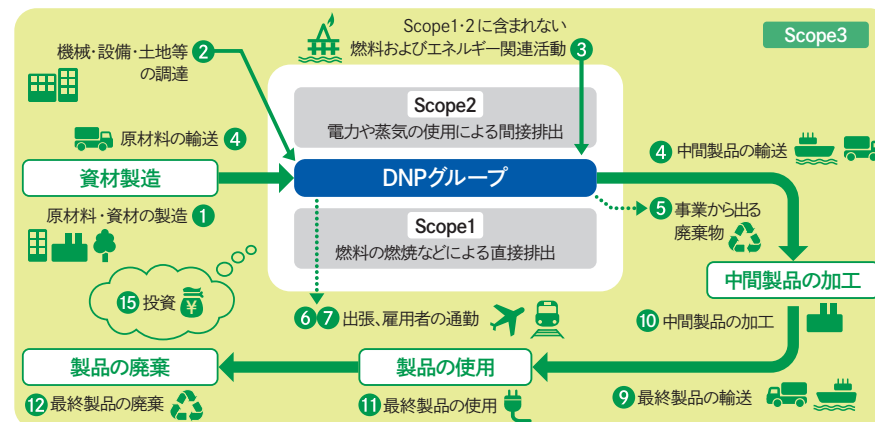 Scope1・2に含まれない
燃料およびエネルギー関連活動 3
Scope3
機械・設備・土地等 2
の調達
Scope2
電力や蒸気の使用による間接排出
原材料の輸送 4
4 中間製品の輸送
資材製造
DNPグループ
原材料・資材の製造 1
5 事業から出る
廃棄物
Scope1
燃料の燃焼などによる直接排出
中間製品の加工
15 投資 ¥
6 7 出張、雇用者の通勤
10 中間製品の加工
製品の廃棄
製品の使用
12 最終製品の廃棄
11 最終製品の使用
9 最終製品の輸送